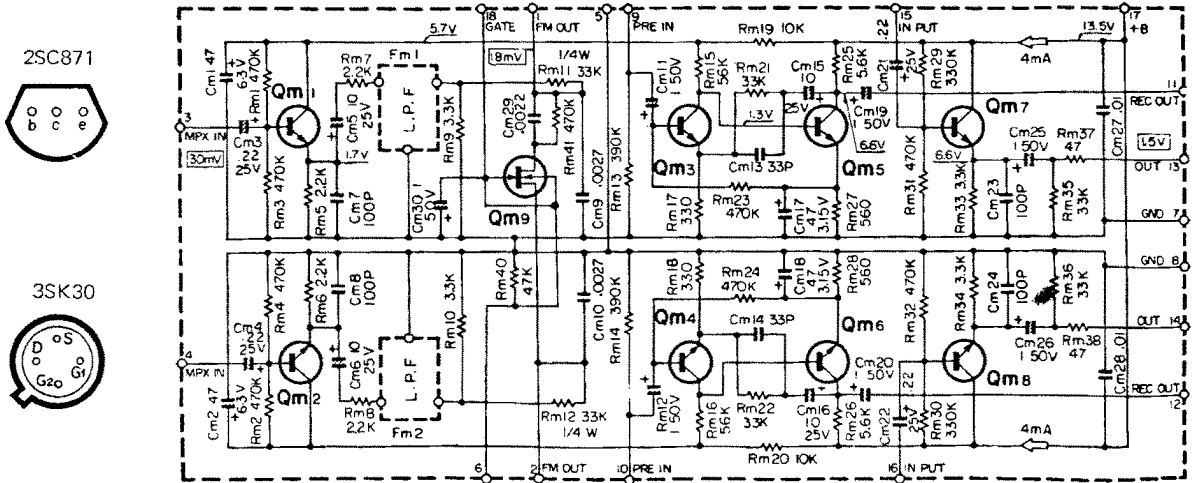 2SC871
b c e
3SK30
D S G1 G2
18 GATE
1 FM OUT
5
9 PRE IN
15 IN PUT
17 +B
18mV
5.7V
13.5V
4mA
Cm1 47
6.3V
Rm1 470K
Qm1
3 MPX IN
30mV
Cm3 .22 25V
Rm3 470K
Rm5 2.2K
1.7V
Rm7 2.2K
Cm5 10 25V
Cm7 100P
Fm1
L.P.F
Rm9 3.3K
Cm30 .1 50V
Cm29 .0022
1/4W
Rm11 33K
Rm41 470K
Qm9
Cm9 .0027
Rm13 390K
Cm11 1 50V
Rm15 56K
Rm19 10K
Rm21 33K
Cm15 10 25V
Rm25 5.6K
1.3V
Qm3
Cm13 33P
Qm5
6.6V
Cm19 1 50V
Rm17 330
Rm23 470K
Cm17 47 3.15V
Rm27 560
Cm21 .22 25V
Rm29 330K
Qm7
Rm31 470K
6.6V
Rm33 3.3K
Cm23 100P
Cm25 1 50V
Rm37 47
Rm35 33K
Cm27 .01
1.5V
11 REC OUT
OUT 13
GND 7
GND 8
Rm4 470K
Rm6 2.2K
Cm8 100P
Cm4 .22 25V
4 MPX IN
Cm2 47
6.3V
Rm2 470K
Qm2
Cm6 10 25V
Rm8 2.2K
L.P.F
Fm2
Rm10 3.3K
Rm40 47K
Cm10 .0027
Rm14 390K
Rm12 33K
1/4 W
Rm18 330
Rm24 470K
Cm18 47 3.15V
Rm28 560
Qm4
Cm14 33P
Qm6
Rm12 1 50V
Rm16 56K
Rm22 33K
Cm16 10 25V
Rm26 5.6K
Cm20 1 50V
Rm20 10K
Rm32 470K
Rm34 3.3K
Cm24 100P
Rm36 33K
Cm22 .22 25V
Rm30 330K
Qm8
Cm26 1 50V
Rm38 47
Cm28 .01
OUT 14
REC OUT 12
4mA
6
2 FM OUT
10 PRE IN
16 IN PUT